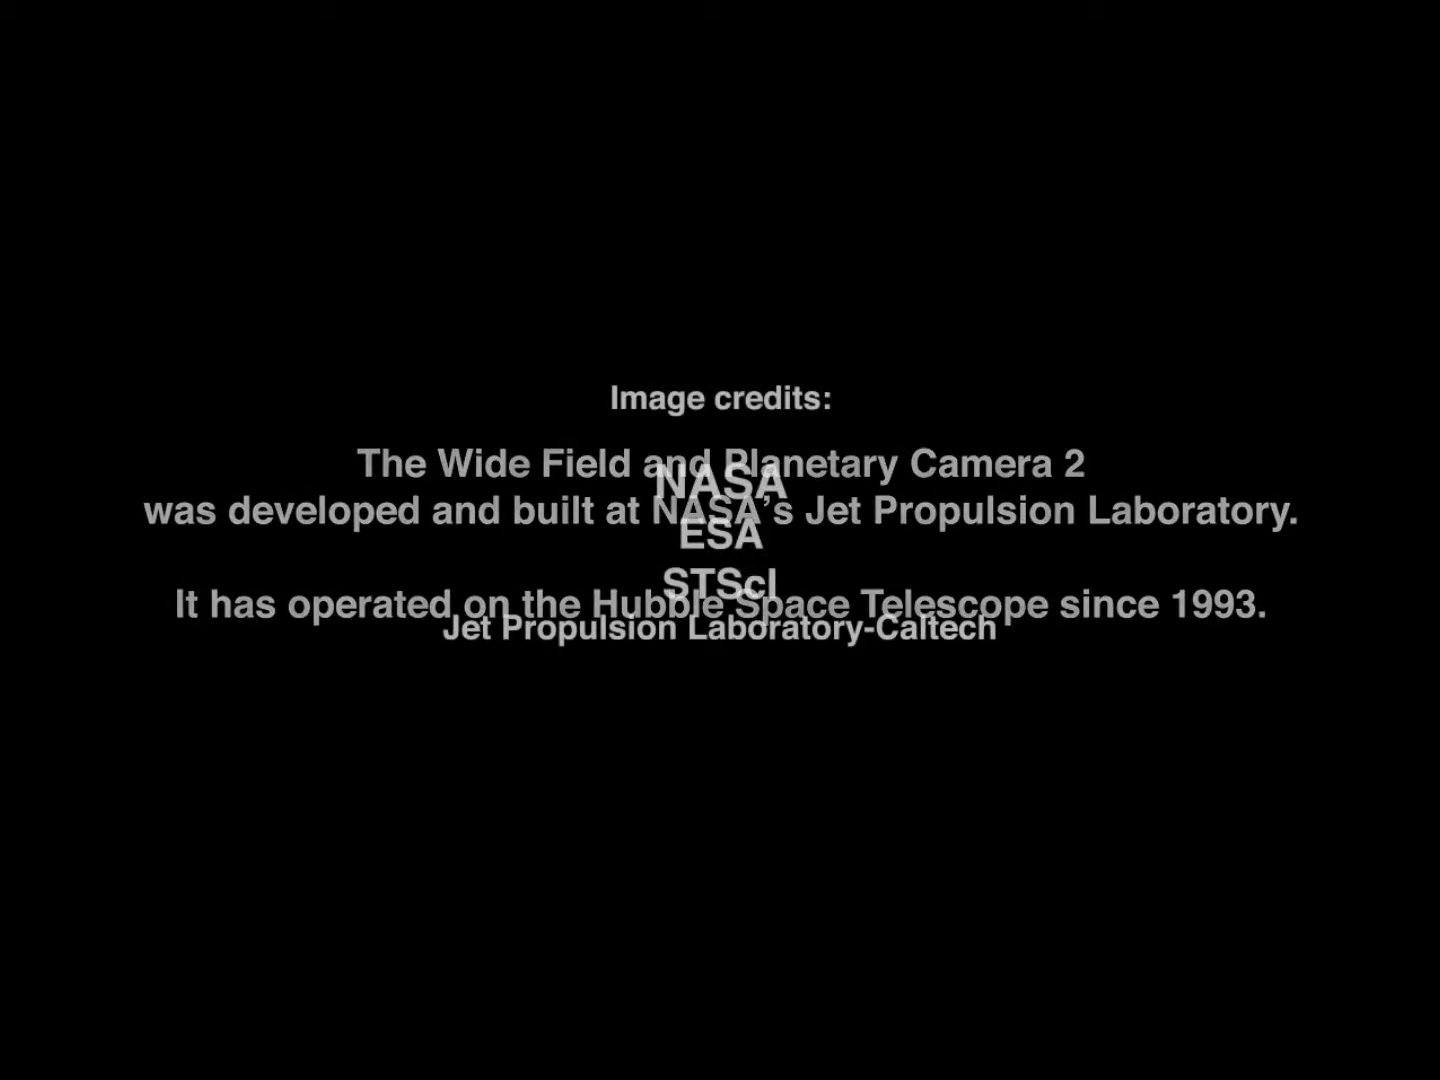 Image credits:
The Wide Field and Planetary Camera 2
NASA
was developed and built at NASA’s Jet Propulsion Laboratory.
ESA
STScI
It has operated on the Hubble Space Telescope since 1993.
Jet Propulsion Laboratory-Caltech